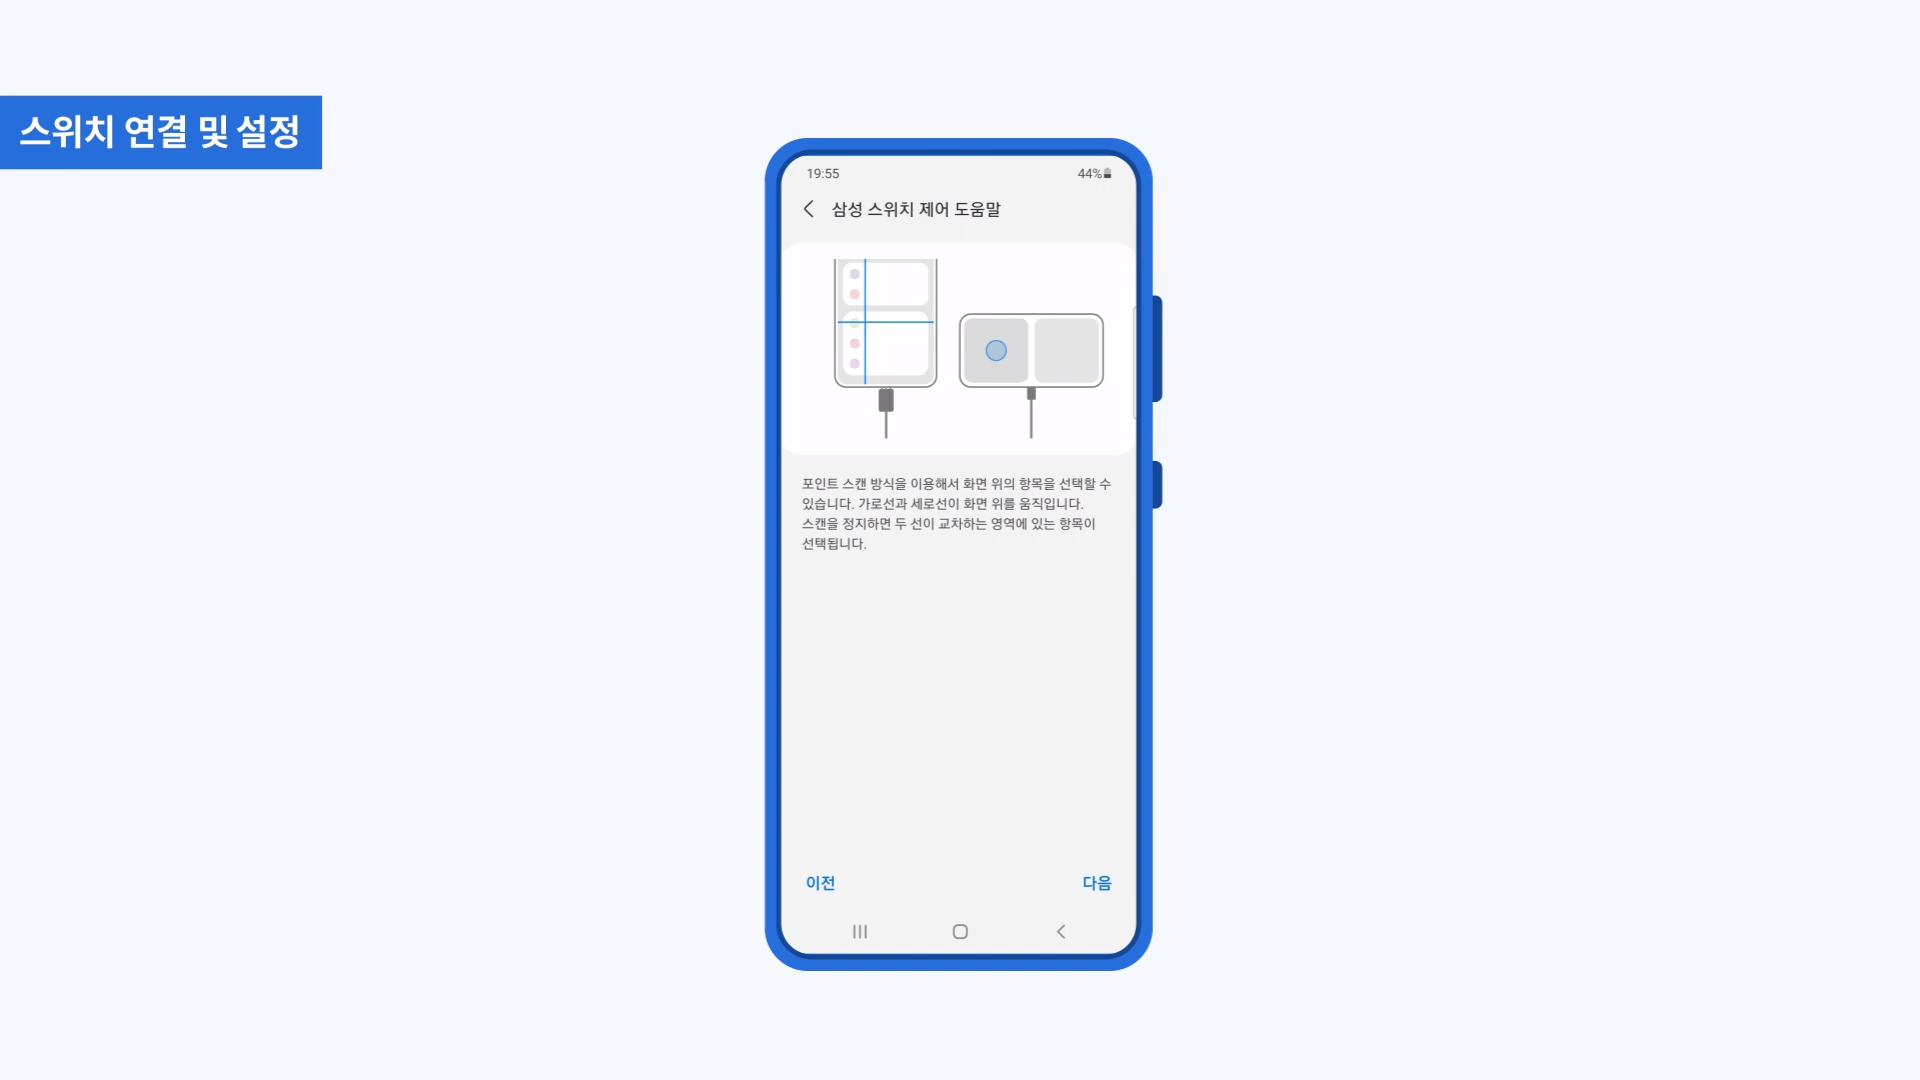 스위치 연결 및 설정
19:55
44%
삼성 스위치 제어 도움말
포인트 스캔 방식을 이용해서 화면 위의 항목을 선택할 수
있습니다. 가로선과 세로선이 화면 위를 움직입니다.
스캔을 정지하면 두 선이 교차하는 영역에 있는 항목이
선택됩니다.
이전
다음